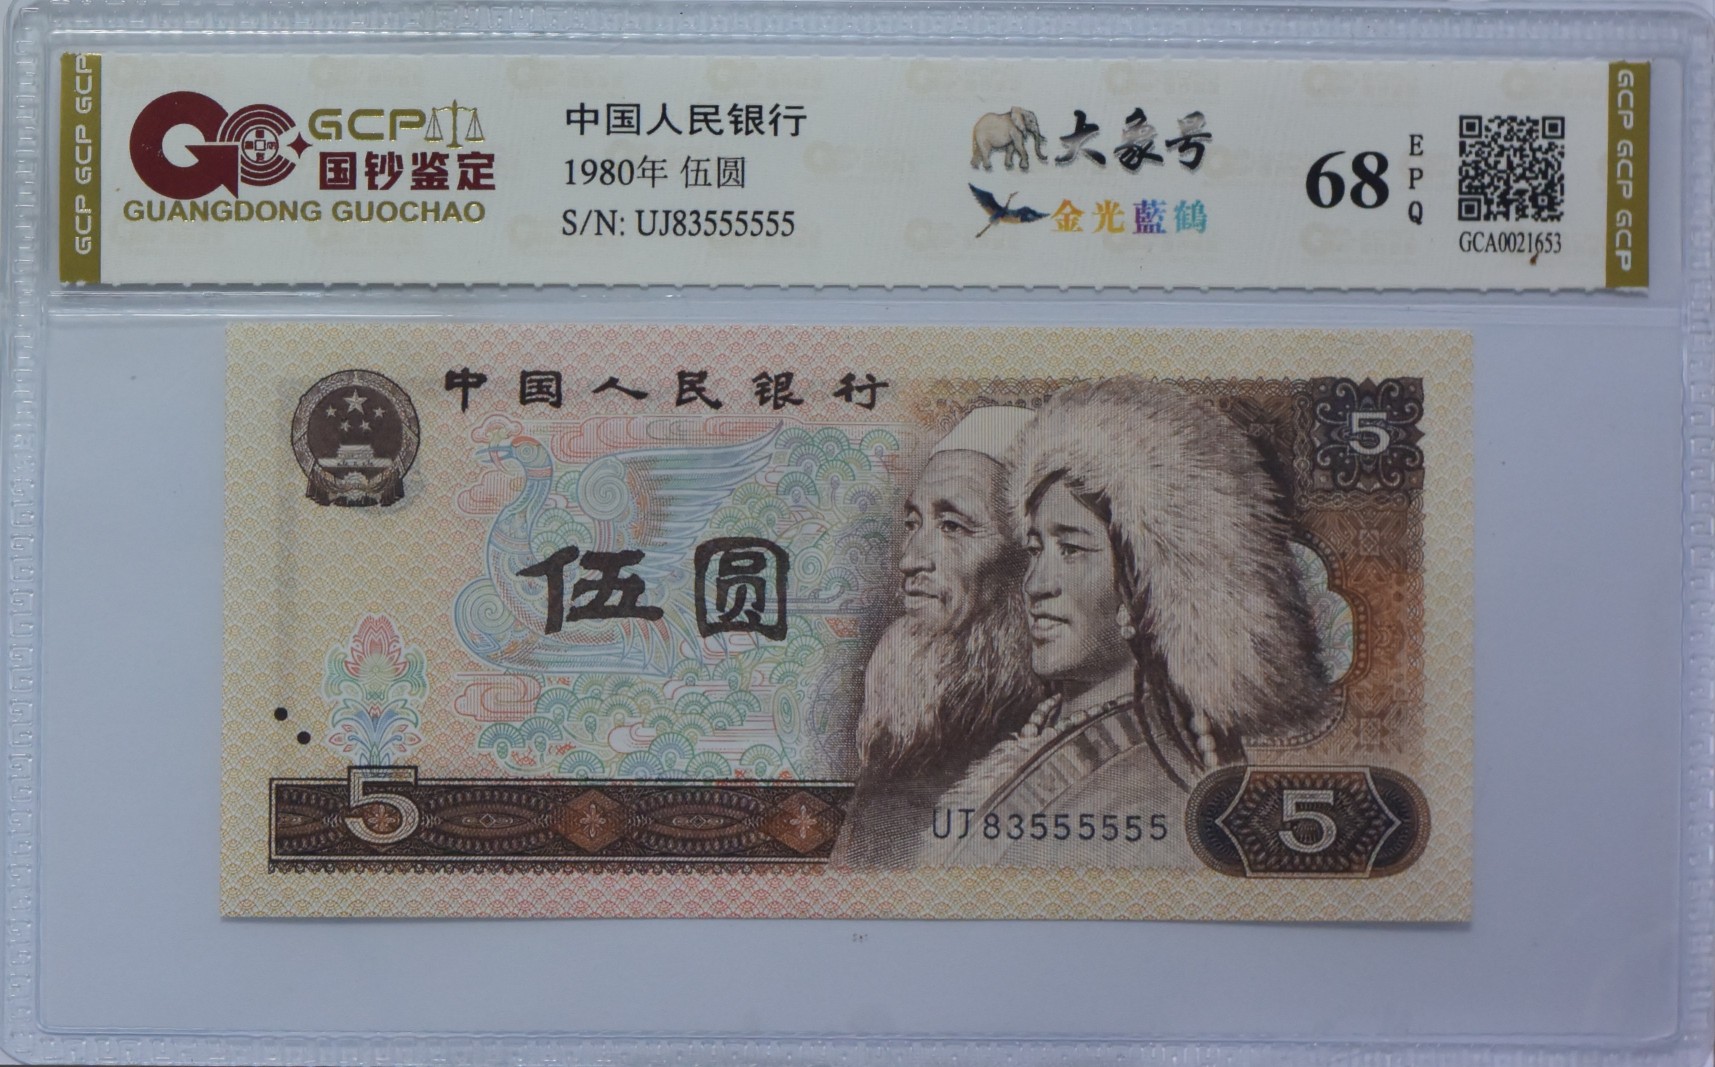 GCP GCP GCP
GCP
国钞鉴定
GUANGDONG GUOCHAO
中国人民银行
1980年 伍圆
S/N: UJ83555555
大象号
金光藍鶴
68
EPQ
GCA0021653
GCP GCP GCP
中国人民银行
5
伍圆
5
UJ83555555
5